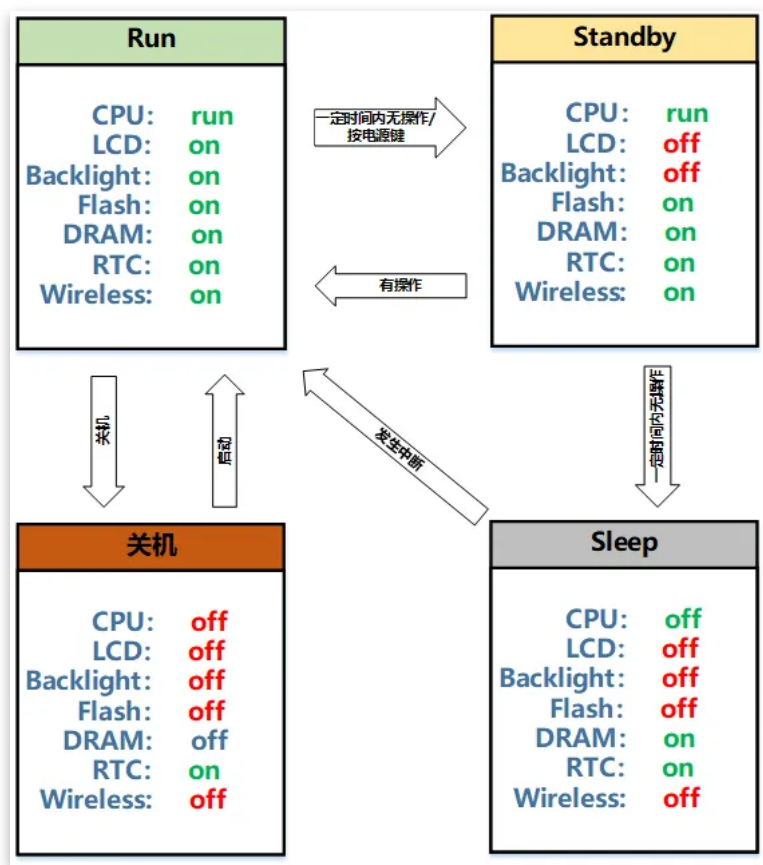 Run
CPU: run
LCD: on
Backlight: on
Flash: on
DRAM: on
RTC: on
Wireless: on
一定时间内无操作/
按电源键
Standby
CPU: run
LCD: off
Backlight: off
Flash: on
DRAM: on
RTC: on
Wireless: on
有操作
关机
启动
发生中断
一定时间内无操作
关机
CPU: off
LCD: off
Backlight: off
Flash: off
DRAM: off
RTC: on
Wireless: off
Sleep
CPU: off
LCD: off
Backlight: off
Flash: off
DRAM: on
RTC: on
Wireless: off